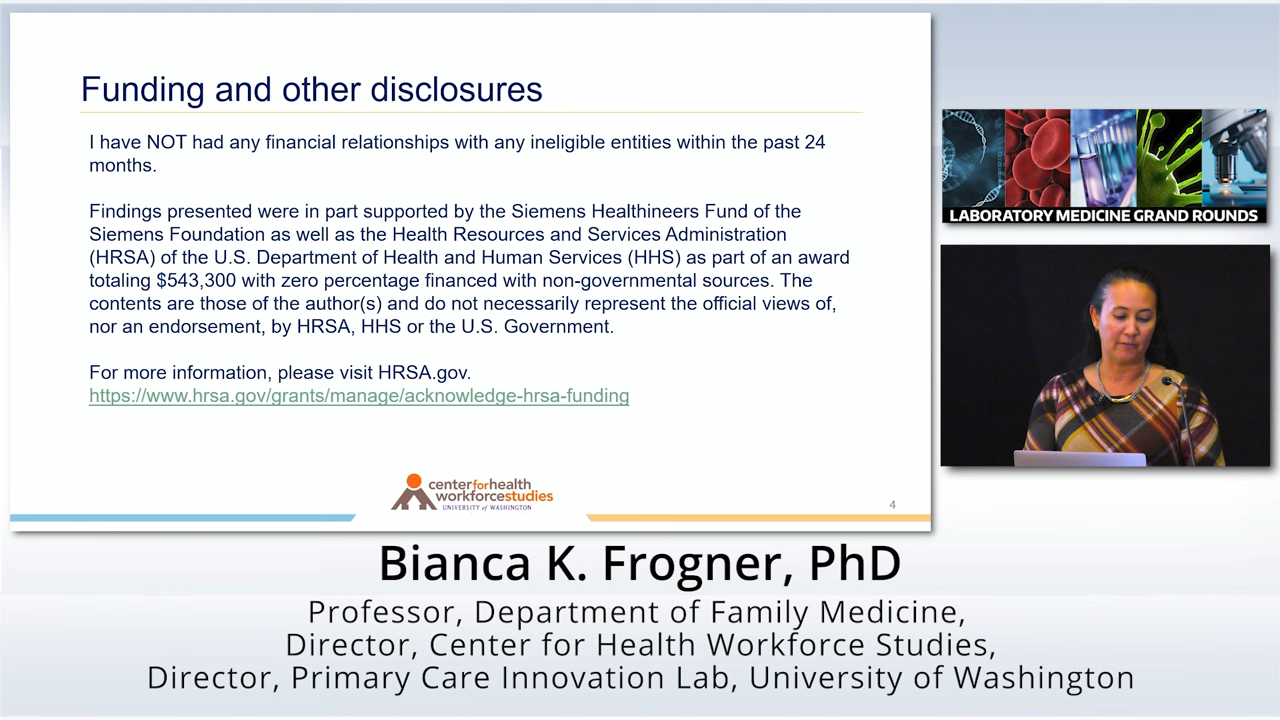 Funding and other disclosures
I have NOT had any financial relationships with any ineligible entities within the past 24
months.
Findings presented were in part supported by the Siemens Healthineers Fund of the
Siemens Foundation as well as the Health Resources and Services Administration
(HRSA) of the U.S. Department of Health and Human Services (HHS) as part of an award
totaling $543,300 with zero percentage financed with non-governmental sources. The
contents are those of the author(s) and do not necessarily represent the official views of,
nor an endorsement, by HRSA, HHS or the U.S. Government.
For more information, please visit HRSA.gov.
https://www.hrsa.gov/grants/manage/acknowledge-hrsa-funding
centerforhealth
workforcestudies
UNIVERSITY of WASHINGTON
4
LABORATORY MEDICINE GRAND ROUNDS
Bianca K. Frogner, PhD
Professor, Department of Family Medicine,
Director, Center for Health Workforce Studies,
Director, Primary Care Innovation Lab, University of Washington